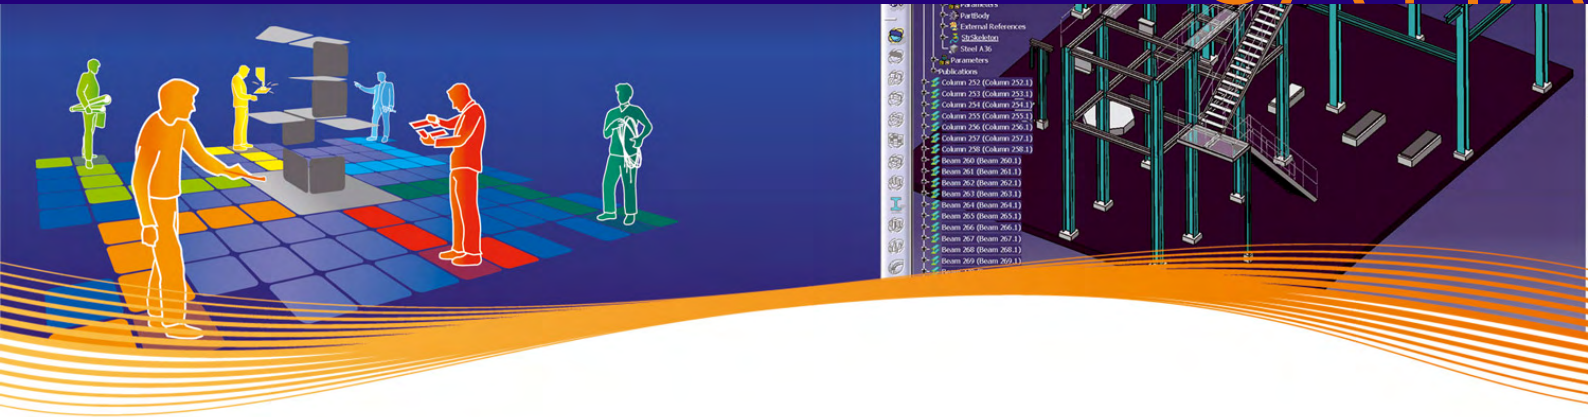 Parameters
PartBody
External References
StrSkeleton
Steel A36
Parameters
Publications
Column 252 (Column 252.1)
Column 253 (Column 253.1)
Column 254 (Column 254.1)
Column 255 (Column 255.1)
Column 256 (Column 256.1)
Column 257 (Column 257.1)
Column 258 (Column 258.1)
Beam 260 (Beam 260.1)
Beam 261 (Beam 261.1)
Beam 262 (Beam 262.1)
Beam 263 (Beam 263.1)
Beam 264 (Beam 264.1)
Beam 265 (Beam 265.1)
Beam 266 (Beam 266.1)
Beam 267 (Beam 267.1)
Beam 268 (Beam 268.1)
Beam 269 (Beam 269.1)